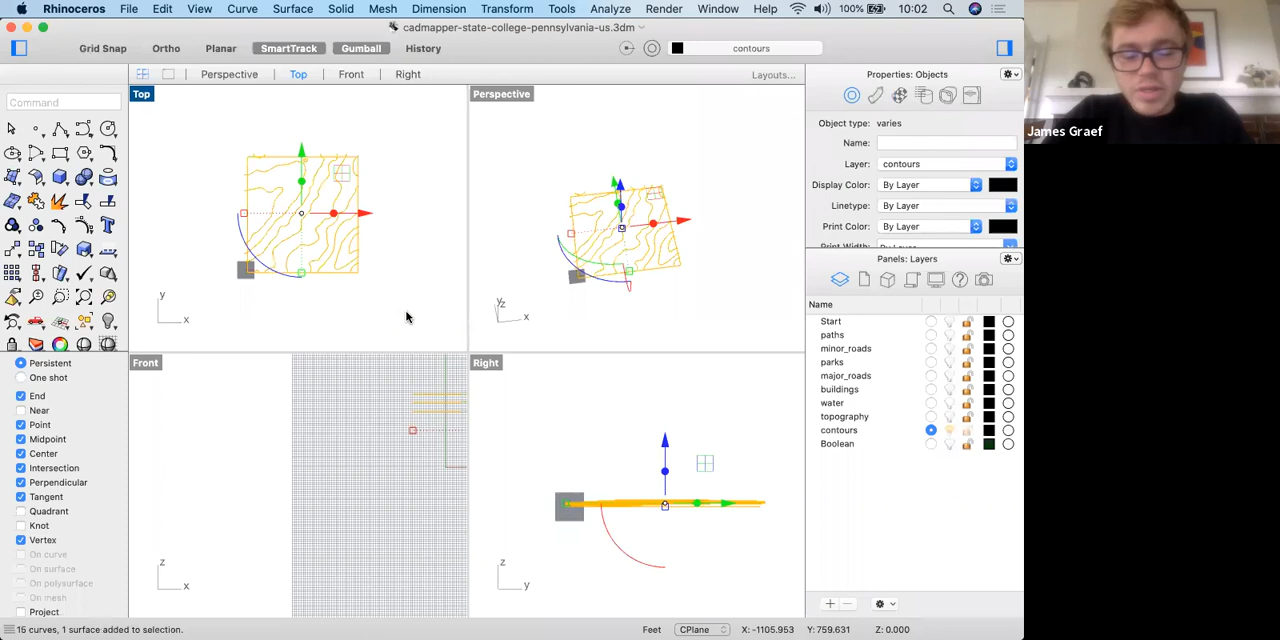 Rhinoceros File Edit View Curve Surface Solid Mesh Dimension Transform Tools Analyze Render Window Help 100% 10:02
cadmapper-state-college-pennsylvania-us.3dm
Grid Snap Ortho Planar SmartTrack Gumball History contours
Perspective Top Front Right Layouts...
Properties: Objects
Command
Top
Perspective
Object type: varies
Name:
Layer: contours
Display Color: By Layer
Linetype: By Layer
Print Color: By Layer
y
x
y z
x
Panels: Layers
Name
Start
paths
minor_roads
parks
major_roads
buildings
water
topography
contours
Boolean
Persistent
One shot
End
Near
Point
Midpoint
Center
Intersection
Perpendicular
Tangent
Quadrant
Knot
Vertex
On curve
On surface
On polysurface
On mesh
Project
Front
Right
z
x
z
y
15 curves, 1 surface added to selection. Feet CPlane X: -1105.953 Y: 759.631 Z: 0.000
James Graef